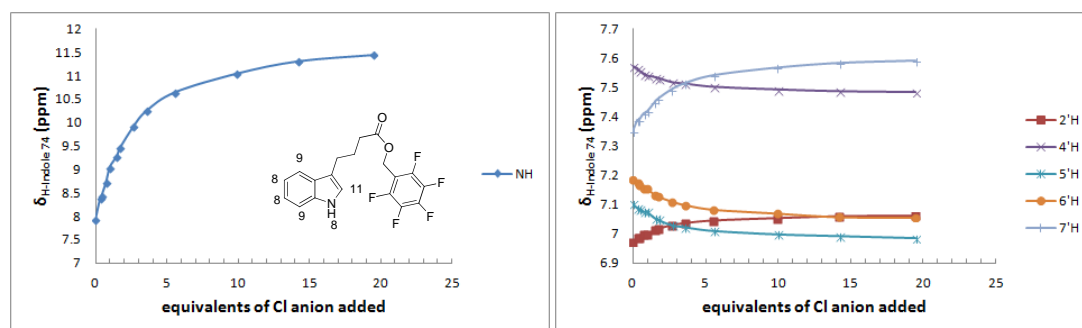 12
11.5
11
10.5
10
9.5
9
8.5
8
7.5
7
0 5 10 15 20 25
δH-Indole 74 (ppm)
equivalents of Cl anion added
NH
O
O
F
F
F
F
F
9
8
8
9
11
N
H
8
7.7
7.6
7.5
7.4
7.3
7.2
7.1
7
6.9
0 5 10 15 20 25
δH-Indole 74 (ppm)
equivalents of Cl anion added
2'H
4'H
5'H
6'H
7'H